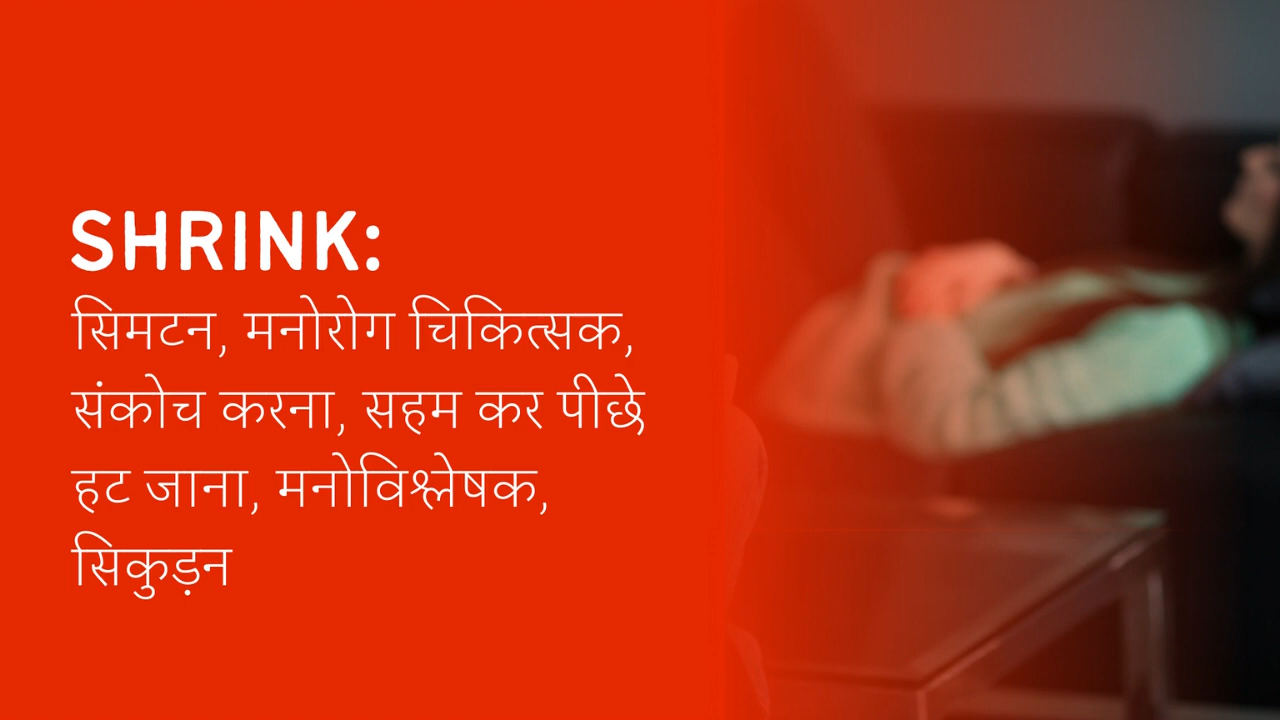 SHRINK:
सिमटन, मनोरोग चिकित्सक,
संकोच करना, सहम कर पीछे
हट जाना, मनोविश्लेषक,
सिकुड़न